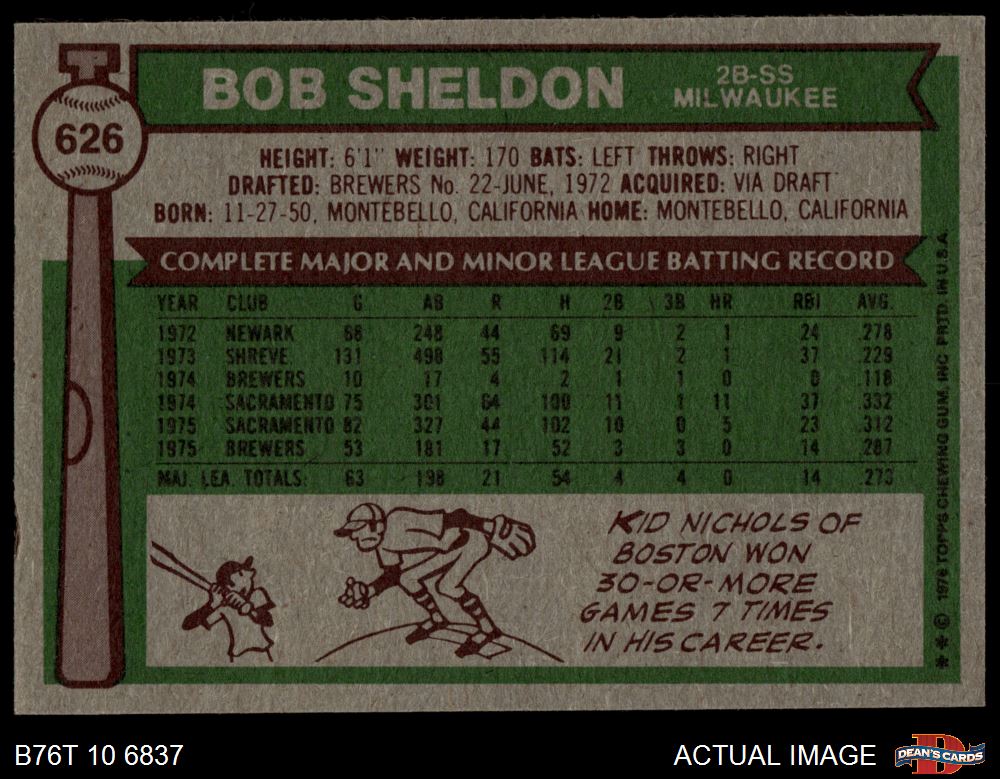 626
BOB SHELDON
2B-SS
MILWAUKEE
HEIGHT: 6'1" WEIGHT: 170 BATS: LEFT THROWS: RIGHT
DRAFTED: BREWERS No. 22-JUNE, 1972 ACQUIRED: VIA DRAFT
BORN: 11-27-50, MONTEBELLO, CALIFORNIA HOME: MONTEBELLO, CALIFORNIA
COMPLETE MAJOR AND MINOR LEAGUE BATTING RECORD
YEAR CLUB G AB R H 2B 3B HR RBI AVG.
1972 NEWARK 68 248 44 69 9 2 1 24 .278
1973 SHREVE. 131 498 55 114 21 2 1 37 .229
1974 BREWERS 10 17 4 2 1 1 0 0 .118
1974 SACRAMENTO 75 301 64 100 11 1 11 37 .332
1975 SACRAMENTO 82 327 44 102 10 0 5 23 .312
1975 BREWERS 53 181 17 52 3 3 0 14 .287
MAJ. LEA. TOTALS: 63 198 21 54 4 4 0 14 .273
KID NICHOLS OF
BOSTON WON
30-OR-MORE
GAMES 7 TIMES
IN HIS CAREER.
* * © 1976 TOPPS CHEWING GUM, INC. PRTD. IN U.S.A.
B76T 10 6837
ACTUAL IMAGE
DEAN'S CARDS